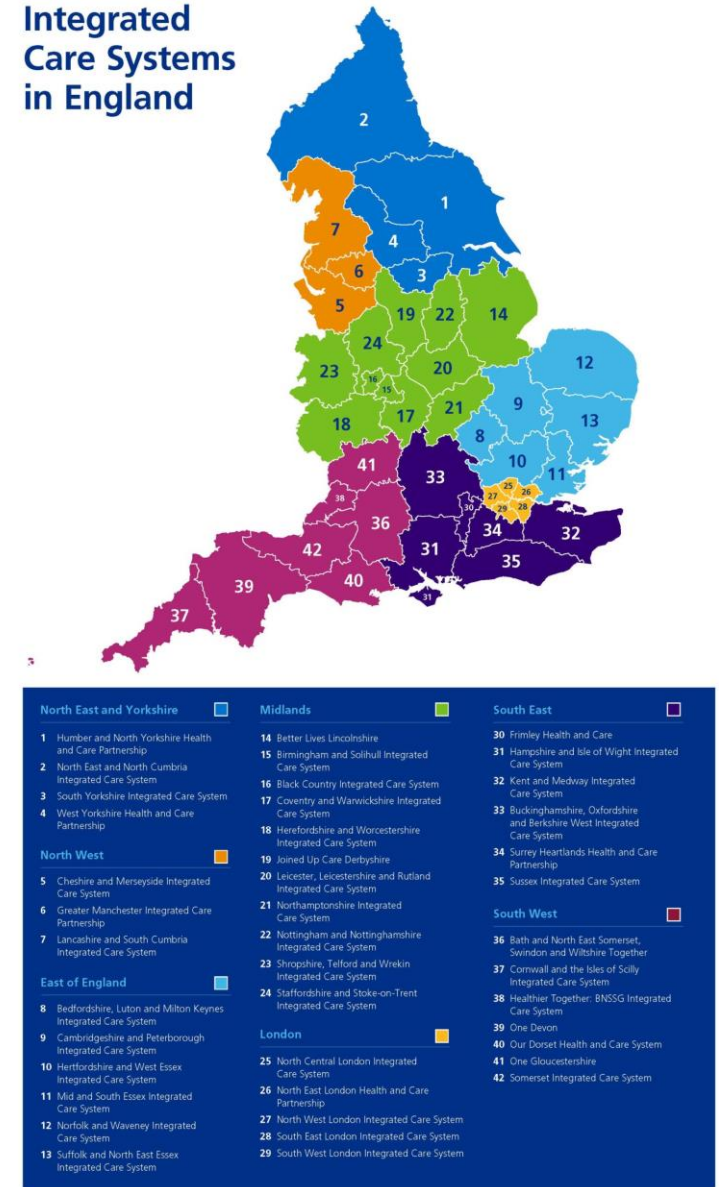 Integrated
Care Systems
in England
2
1
7
4
6
3
5
19
22
14
24
12
23
20
16
15
9
13
21
17
18
8
10
11
41
33
25
27
26
38
30
29
28
36
34
32
31
42
35
40
39
31
37
North East and Yorkshire
1 Humber and North Yorkshire Health
and Care Partnership
2 North East and North Cumbria
Integrated Care System
3 South Yorkshire Integrated Care System
4 West Yorkshire Health and Care
Partnership
North West
5 Cheshire and Merseyside Integrated
Care System
6 Greater Manchester Integrated Care
Partnership
7 Lancashire and South Cumbria
Integrated Care System
East of England
8 Bedfordshire, Luton and Milton Keynes
Integrated Care System
9 Cambridgeshire and Peterborough
Integrated Care System
10 Hertfordshire and West Essex
Integrated Care System
11 Mid and South Essex Integrated
Care System
12 Norfolk and Waveney Integrated
Care System
13 Suffolk and North East Essex
Integrated Care System
Midlands
14 Better Lives Lincolnshire
15 Birmingham and Solihull Integrated
Care System
16 Black Country Integrated Care System
17 Coventry and Warwickshire Integrated
Care System
18 Herefordshire and Worcestershire
Integrated Care System
19 Joined Up Care Derbyshire
20 Leicester, Leicestershire and Rutland
Integrated Care System
21 Northamptonshire Integrated
Care System
22 Nottingham and Nottinghamshire
Integrated Care System
23 Shropshire, Telford and Wrekin
Integrated Care System
24 Staffordshire and Stoke-on-Trent
Integrated Care System
London
25 North Central London Integrated
Care System
26 North East London Health and Care
Partnership
27 North West London Integrated Care System
28 South East London Integrated Care System
29 South West London Integrated Care System
South East
30 Frimley Health and Care
31 Hampshire and Isle of Wight Integrated
Care System
32 Kent and Medway Integrated
Care System
33 Buckinghamshire, Oxfordshire
and Berkshire West Integrated
Care System
34 Surrey Heartlands Health and Care
Partnership
35 Sussex Integrated Care System
South West
36 Bath and North East Somerset,
Swindon and Wiltshire Together
37 Cornwall and the Isles of Scilly
Integrated Care System
38 Healthier Together: BNSSG Integrated
Care System
39 One Devon
40 Our Dorset Health and Care System
41 One Gloucestershire
42 Somerset Integrated Care System